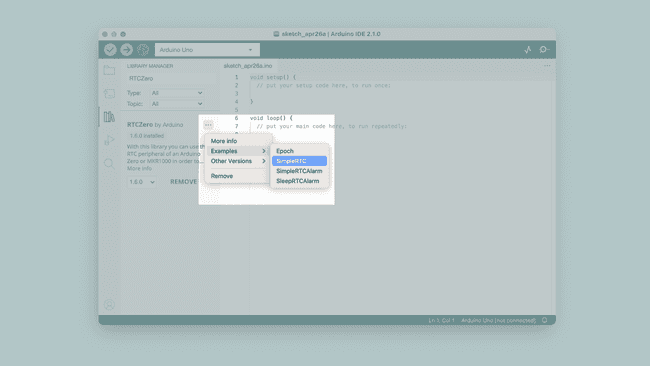 sketch_apr26a | Arduino IDE 2.1.0
Arduino Uno
LIBRARY MANAGER
RTCZero
Type: All
Topic: All
RTCZero by Arduino
1.6.0 installed
With this library you can use the
RTC peripheral of an Arduino
Zero or MKR1000 in order to...
More info
1.6.0 REMOVE
sketch_apr26a.ino
1 void setup() {
2 // put your setup code here, to run once:
3
4 }
5
6 void loop() {
7 // put your main code here, to run repeatedly:
More info
Examples
Other Versions
Remove
Epoch
SimpleRTC
SimpleRTCAlarm
SleepRTCAlarm
Ln 1, Col 1 Arduino Uno [not connected]